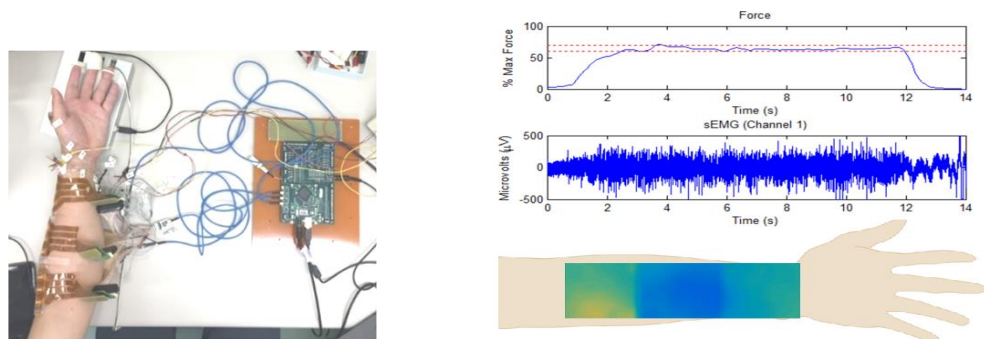 Force
% Max Force
100
50
0
0 2 4 6 8 10 12 14
Time (s)
sEMG (Channel 1)
Microvolts µV
500
0
-500
0 2 4 6 8 10 12 14
Time (s)